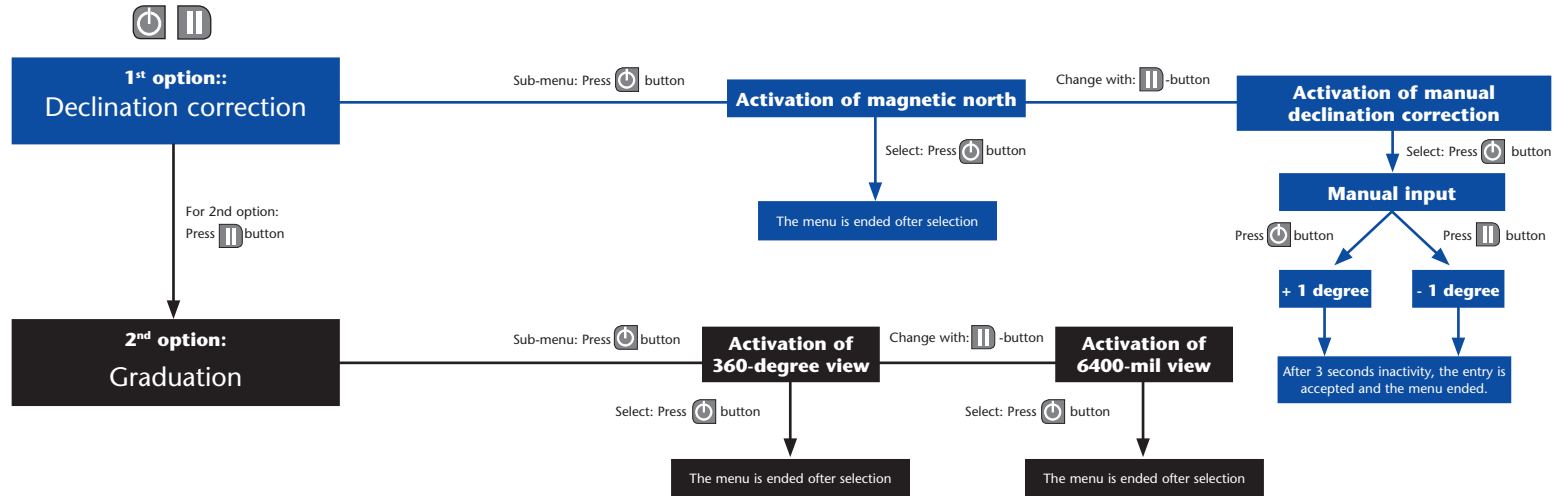 1st option::
Declination correction
Sub-menu: Press button
Activation of magnetic north
Change with: -button
Activation of manual
declination correction
Select: Press button
The menu is ended ofter selection
Select: Press button
Manual input
Press button
Press button
+ 1 degree
- 1 degree
After 3 seconds inactivity, the entry is
accepted and the menu ended.
For 2nd option:
Press button
2nd option:
Graduation
Sub-menu: Press button
Activation of
360-degree view
Change with: -button
Activation of
6400-mil view
Select: Press button
Select: Press button
The menu is ended ofter selection
The menu is ended ofter selection